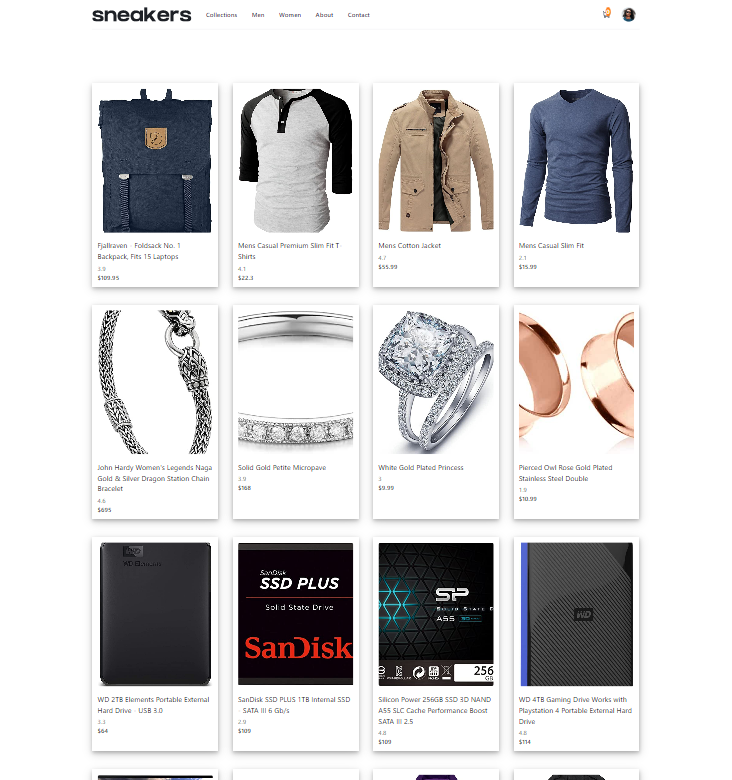 sneakers
Collections Men Women About Contact
Fjallraven - Foldsack No. 1
Backpack, Fits 15 Laptops
3.9
$109.95
Mens Casual Premium Slim Fit T-
Shirts
4.1
$22.3
Mens Cotton Jacket
4.7
$55.99
Mens Casual Slim Fit
2.1
$15.99
John Hardy Women's Legends Naga
Gold & Silver Dragon Station Chain
Bracelet
4.6
$695
Solid Gold Petite Micropave
3.9
$168
White Gold Plated Princess
3
$9.99
Pierced Owl Rose Gold Plated
Stainless Steel Double
1.9
$10.99
WD
WD Elements
WD 2TB Elements Portable External
Hard Drive - USB 3.0
3.3
$64
SanDisk
SSD PLUS
Solid State Drive
SanDisk
SanDisk SSD PLUS 1TB Internal SSD
- SATA III 6 Gb/s
2.9
$109
SP
SOLID STATE D
A55
256
GB
Silicon Power 256GB SSD 3D NAND
A55 SLC Cache Performance Boost
SATA III 2.5
4.8
$109
WD
WD 4TB Gaming Drive Works with
Playstation 4 Portable External Hard
Drive
4.8
$114